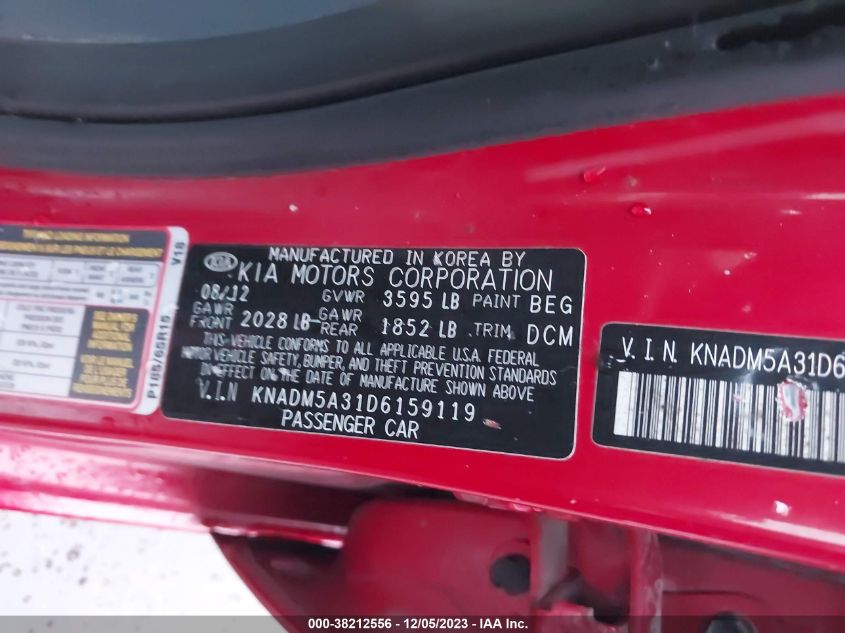 V18
P185/65R15
KIA
MANUFACTURED IN KOREA BY
KIA MOTORS CORPORATION
08/12 GVWR 3595 LB PAINT BEG
GAWR FRONT 2028 LB GAWR REAR 1852 LB TRIM DCM
THIS VEHICLE CONFORMS TO ALL APPLICABLE U.S.A. FEDERAL
MOTOR VEHICLE SAFETY, BUMPER, AND THEFT PREVENTION STANDARDS
IN EFFECT ON THE DATE OF MANUFACTURE SHOWN ABOVE
V.I.N KNADM5A31D6159119
PASSENGER CAR
V.I.N. KNADM5A31D6
000-38212556 - 12/05/2023 - IAA Inc.